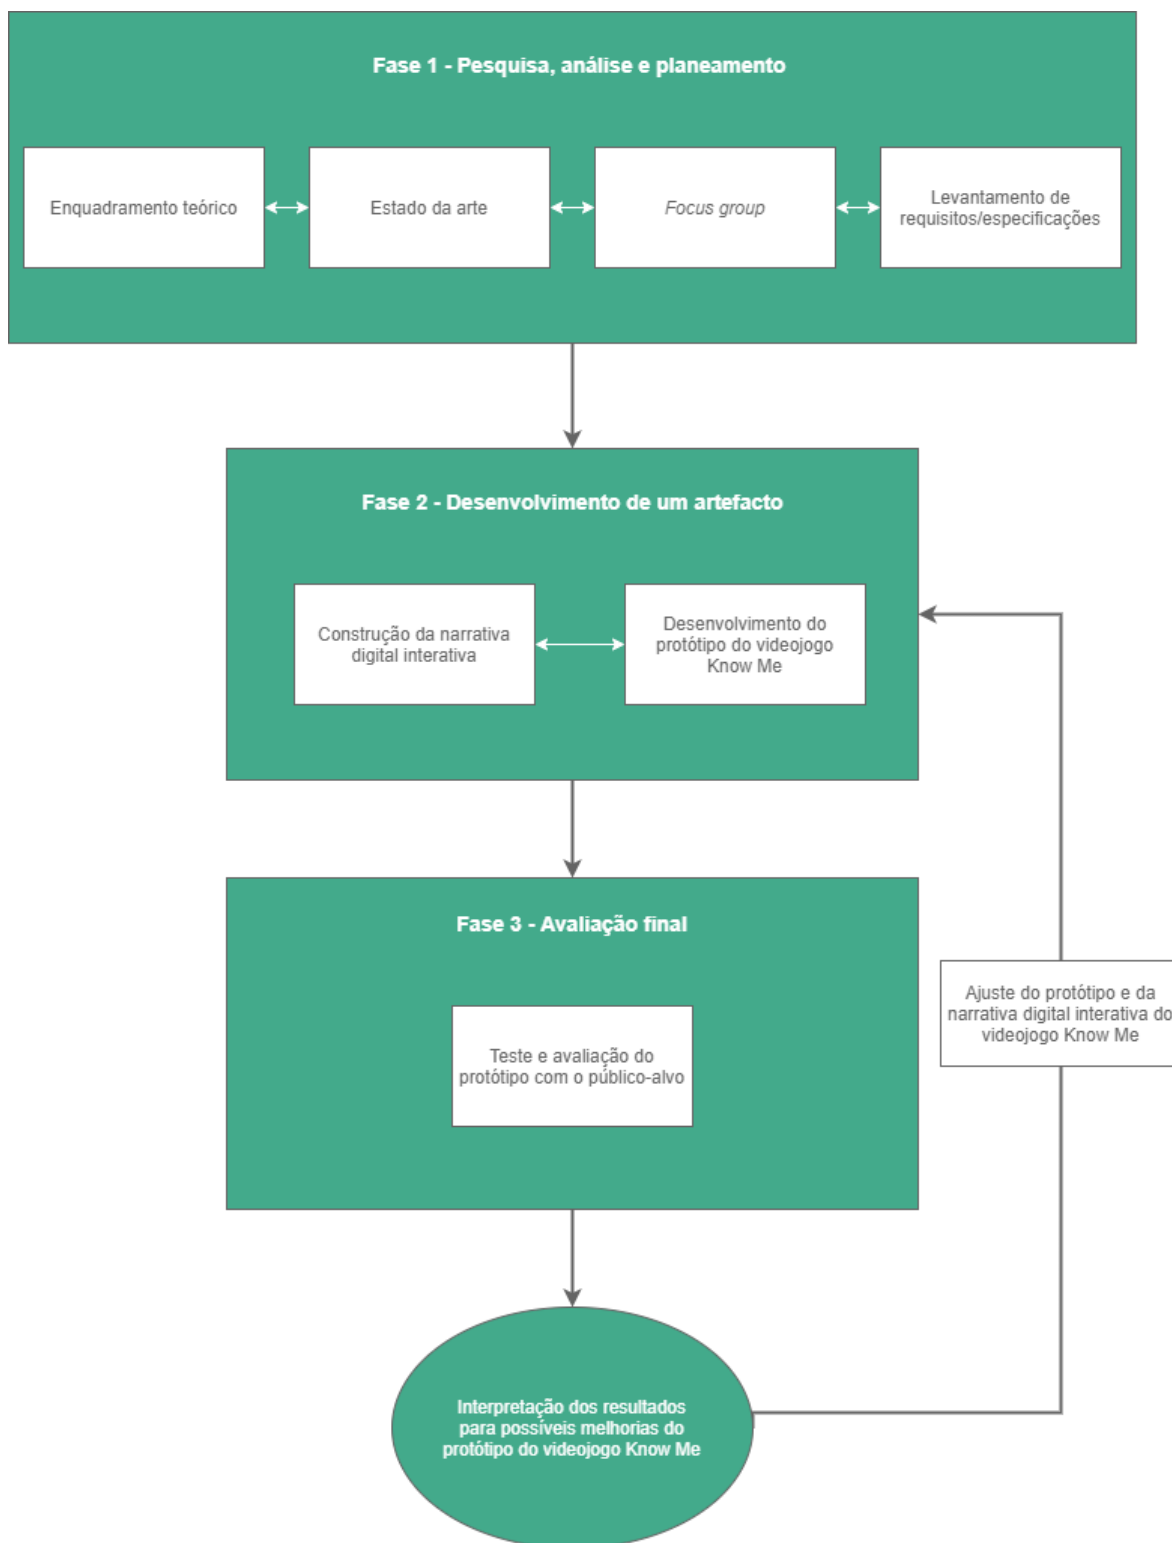 Fase 1 - Pesquisa, análise e planeamento
Enquadramento teórico
Estado da arte
Focus group
Levantamento de
requisitos/especificações
Fase 2 - Desenvolvimento de um artefacto
Construção da narrativa
digital interativa
Desenvolvimento do
protótipo do videojogo
Know Me
Fase 3 - Avaliação final
Teste e avaliação do
protótipo com o público-alvo
Ajuste do protótipo e da
narrativa digital interativa do
videojogo Know Me
Interpretação dos resultados
para possíveis melhorias do
protótipo do videojogo Know Me